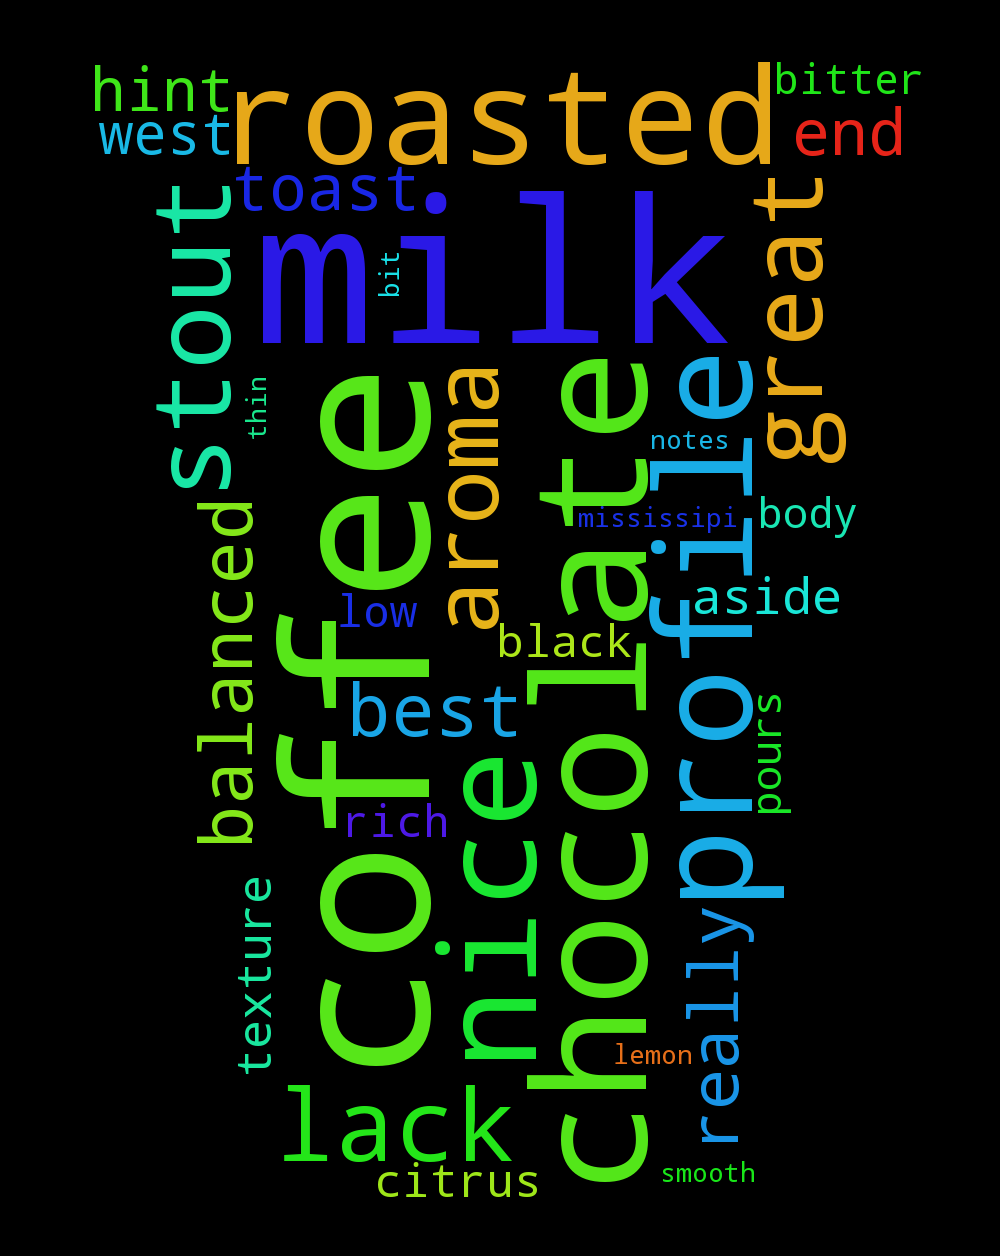 hint
roasted
bitter
west
end
toast
milk
stout
great
bit
thin
coffee
aroma
chocolate
profile
notes
balanced
mississipi
body
low
aside
black
best
nice
pours
rich
texture
really
lemon
lack
citrus
smooth